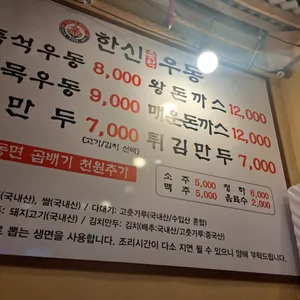 한신우동
석우동 8,000 왕돈까스 12,000
묵우동 9,000 매운돈까스 12,000
만두 7,000 튀김만두 7,000
(고기/김치 선택)
우동면 곱배기 천원추가
소주 5,000 청하 6,000
맥주 5,000 음료수 2,000
(국내산), 쌀(국내산) / 다대기: 고춧가루(국내산/수입산 혼합)
돼지고기(국내산) / 김치만두: 김치(배추:국내산/고춧가루:중국산)
뽑는 생면을 사용합니다. 조리시간이 다소 지연 될 수 있으니 양해 부탁드립니다.